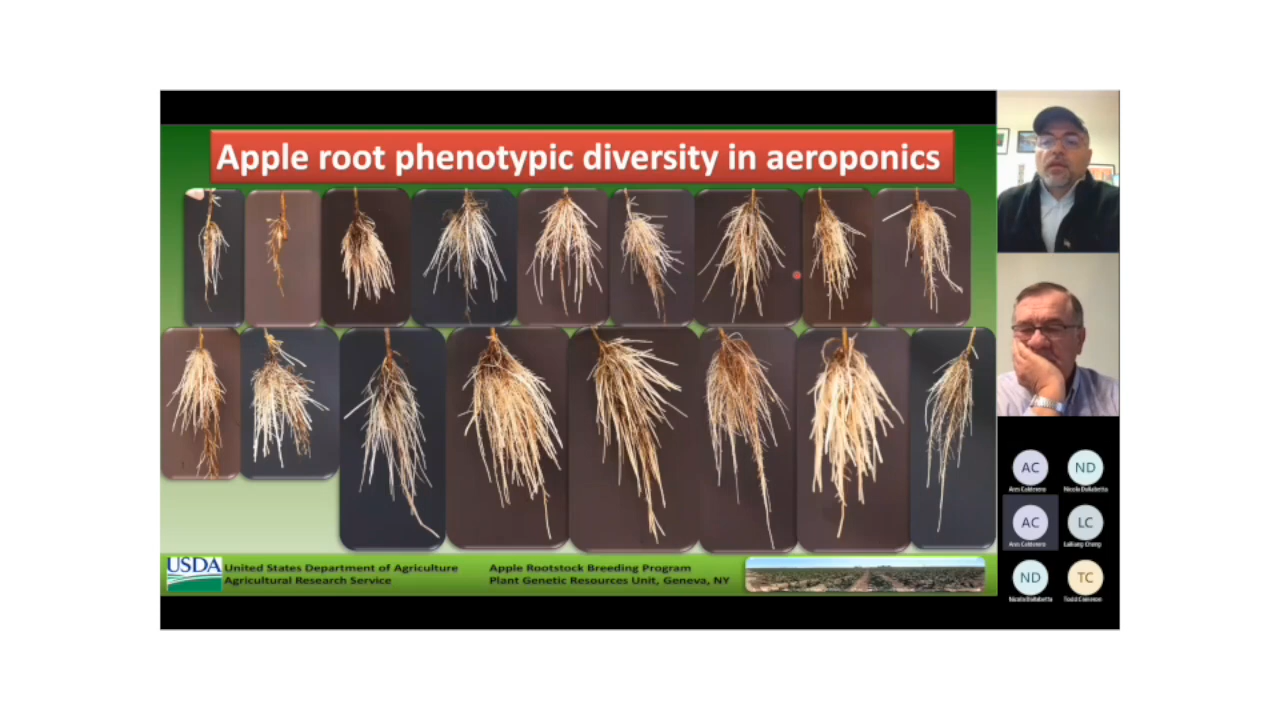 Apple root phenotypic diversity in aeroponics
USDA
United States Department of Agriculture
Agricultural Research Service
Apple Rootstock Breeding Program
Plant Genetic Resources Unit, Geneva, NY
AC
ND
Nicola Dallabetta
AC
LC
Lailiang Cheng
ND
Nicola Dallabetta
TC
Todd Cameron